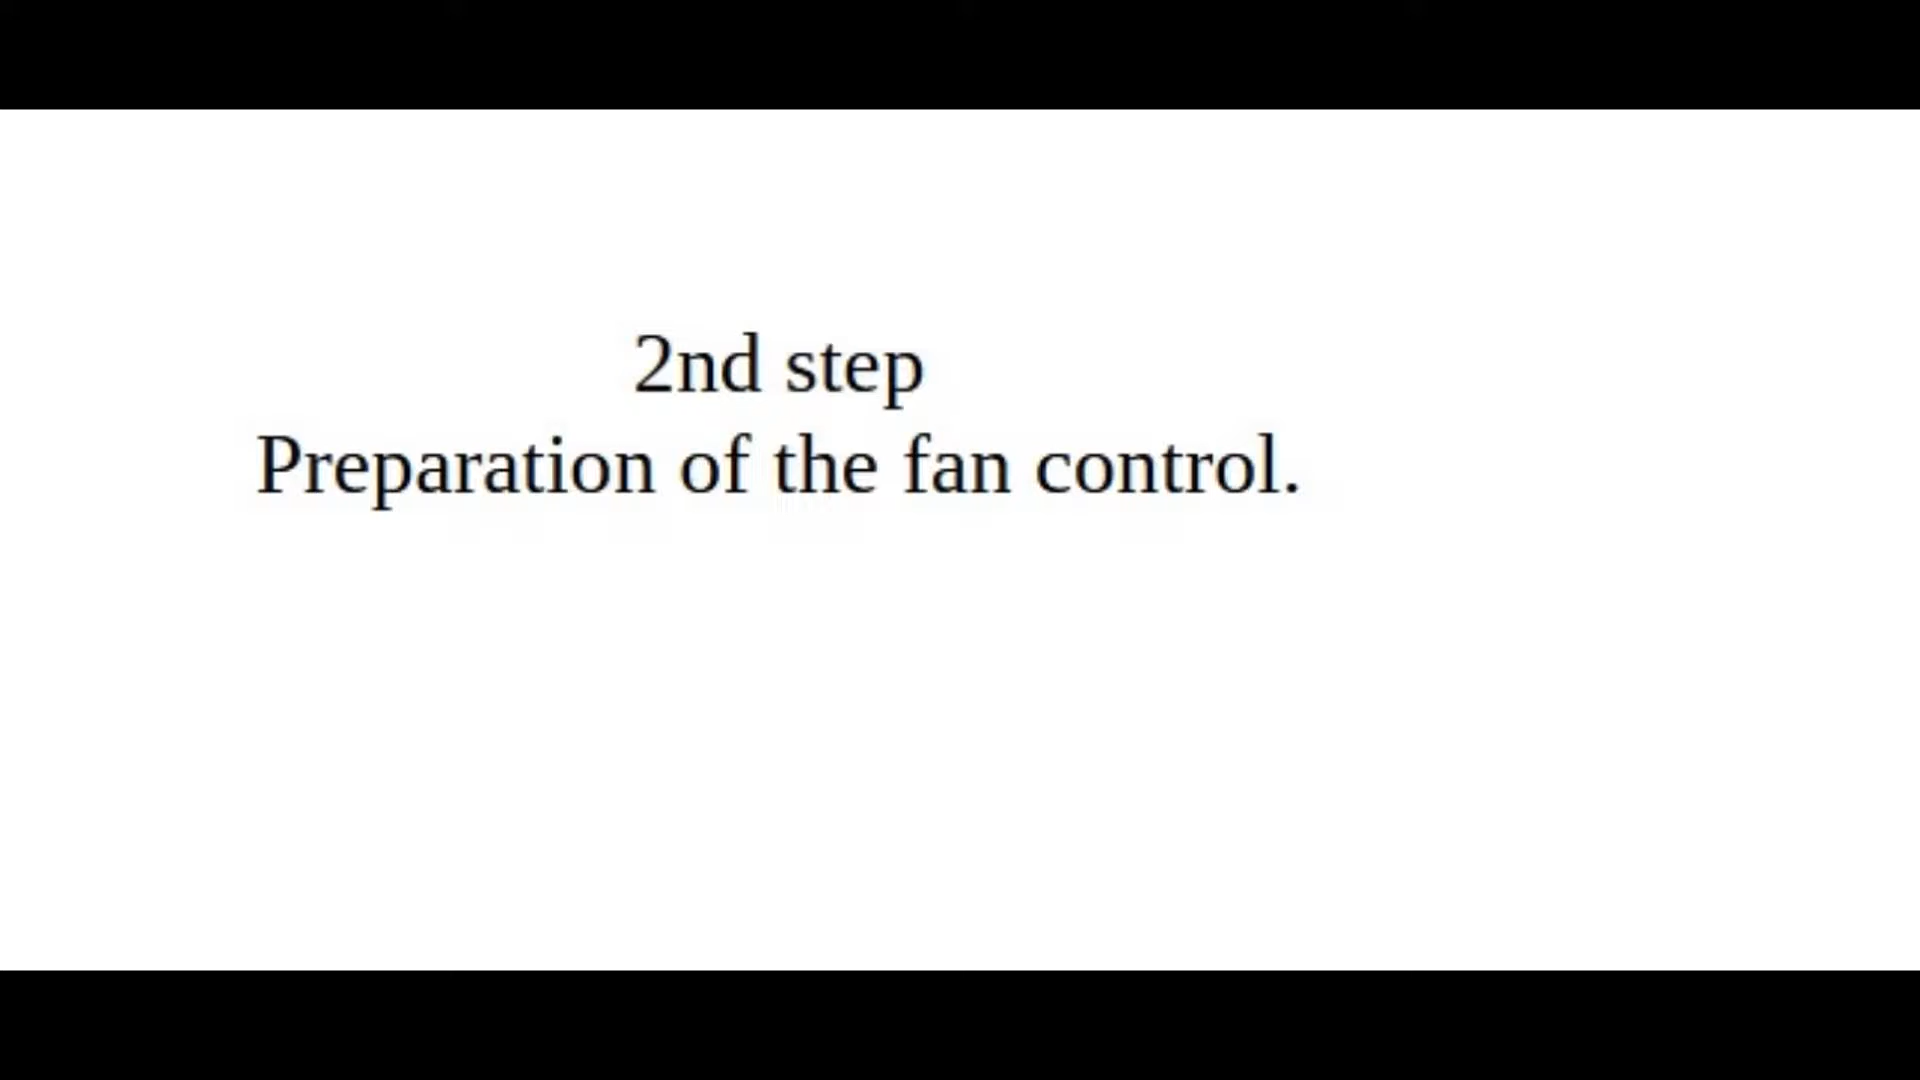 2nd step
Preparation of the fan control.